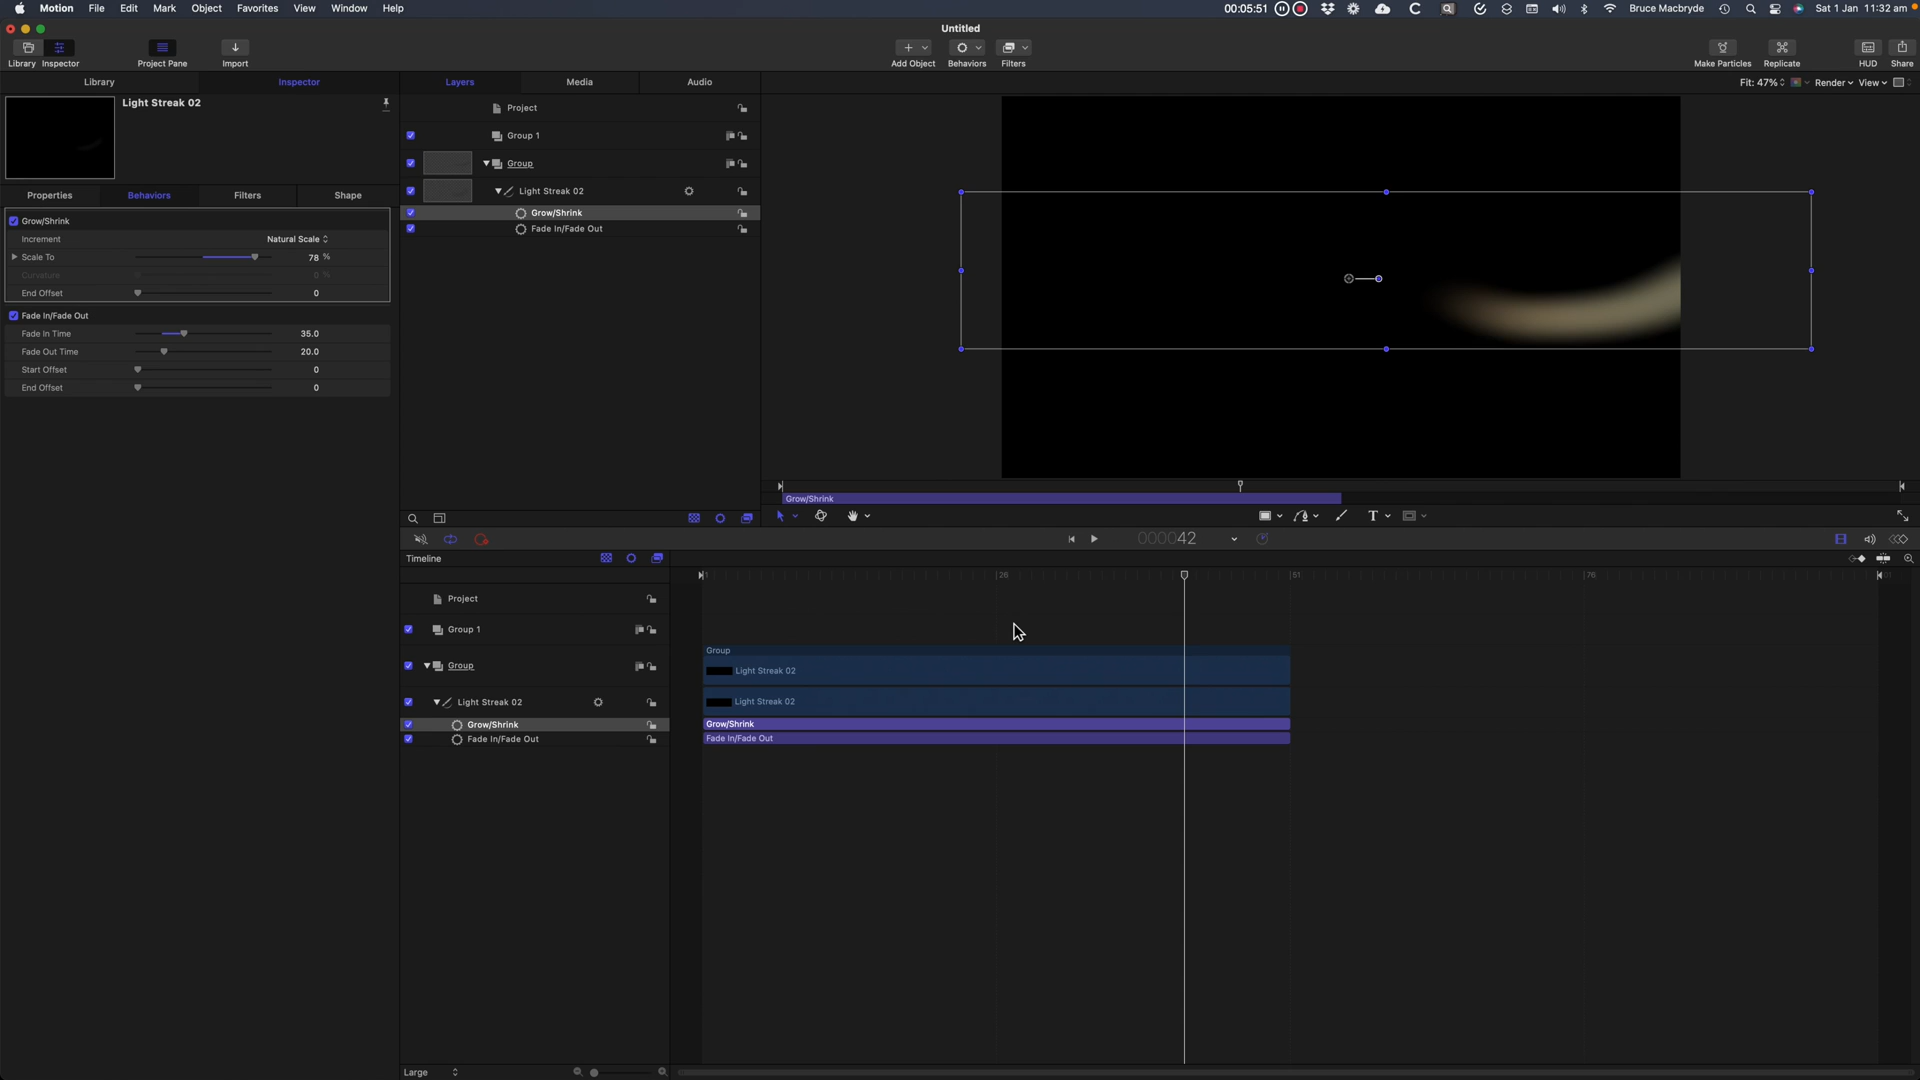 Motion File Edit Mark Object Favorites View Window Help 00:05:51 Bruce Macbryde Sat 1 Jan 11:32 am
Untitled
Library Inspector Project Pane Import Add Object Behaviors Filters Make Particles Replicate HUD Share
Library Inspector Layers Media Audio Fit: 47% Render View
Light Streak 02
Properties Behaviors Filters Shape
Grow/Shrink
Increment Natural Scale
Scale To 78 %
Curvature 0 %
End Offset 0
Fade In/Fade Out
Fade In Time 35.0
Fade Out Time 20.0
Start Offset 0
End Offset 0
Project
Group 1
Group
Light Streak 02
Grow/Shrink
Fade In/Fade Out
Grow/Shrink
T
000042
Timeline
1 26 51 76
Project
Group 1
Group
Light Streak 02
Grow/Shrink
Fade In/Fade Out
Group
Light Streak 02
Light Streak 02
Grow/Shrink
Fade In/Fade Out
Large